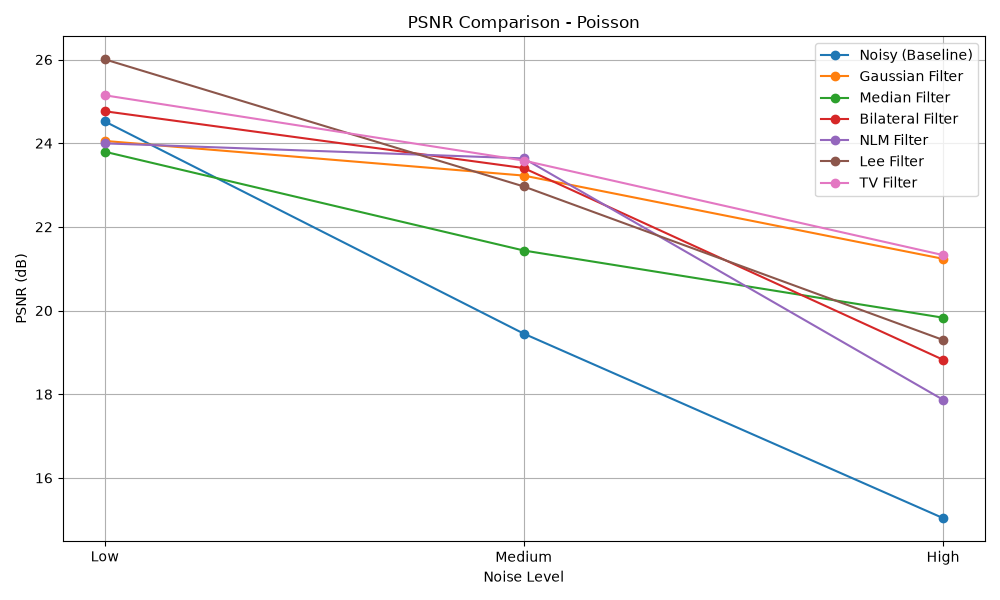 PSNR Comparison - Poisson
PSNR (dB)
26
24
22
20
18
16
Noisy (Baseline)
Gaussian Filter
Median Filter
Bilateral Filter
NLM Filter
Lee Filter
TV Filter
Low
Medium
High
Noise Level